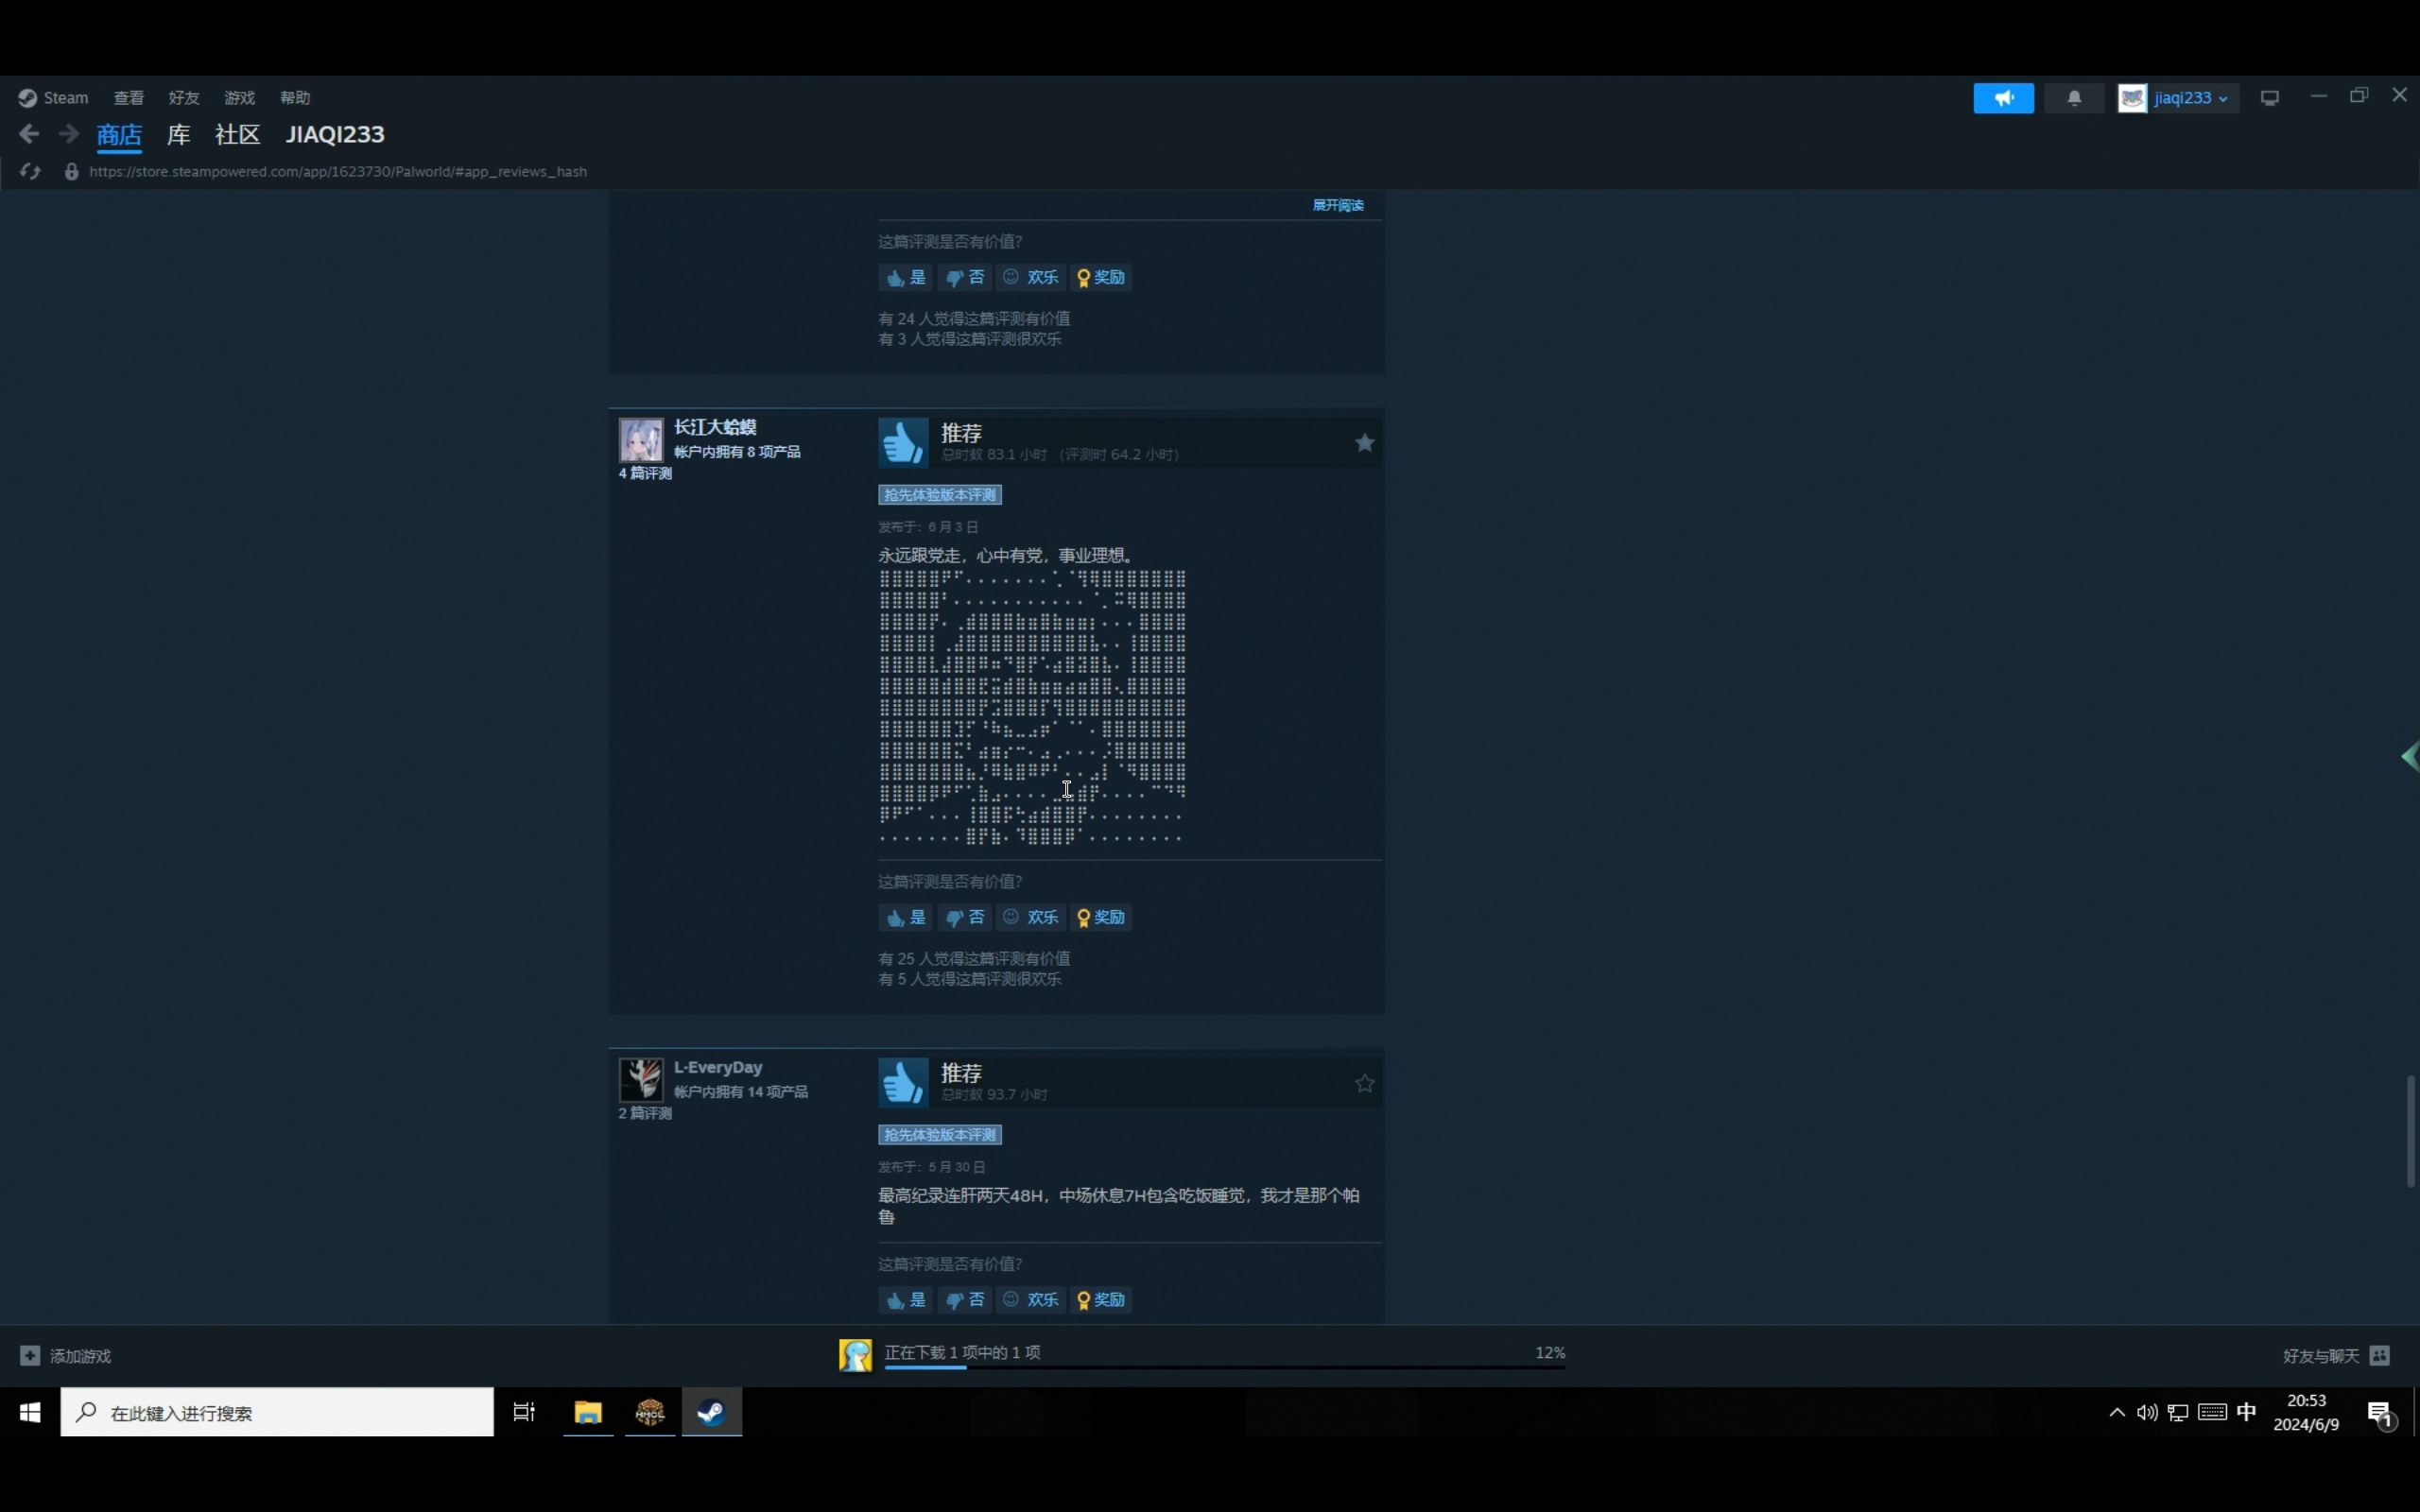 Steam 查看 好友 游戏 帮助
jiaqi233
商店 库 社区 JIAQI233
https://store.steampowered.com/app/1623730/Palworld/#app_reviews_hash
展开阅读
这篇评测是否有价值?
是 否 欢乐 奖励
有 24 人觉得这篇评测有价值
有 3 人觉得这篇评测很欢乐
长江大蛤蟆
帐户内拥有 8 项产品
4 篇评测
推荐
总时数 83.1 小时 （评测时 64.2 小时）
抢先体验版本评测
发布于：6 月 3 日
永远跟党走，心中有党，事业理想。
这篇评测是否有价值?
是 否 欢乐 奖励
有 25 人觉得这篇评测有价值
有 5 人觉得这篇评测很欢乐
L-EveryDay
帐户内拥有 14 项产品
2 篇评测
推荐
总时数 93.7 小时
抢先体验版本评测
发布于：5 月 30 日
最高纪录连肝两天48H，中场休息7H包含吃饭睡觉，我才是那个帕
鲁
这篇评测是否有价值?
是 否 欢乐 奖励
添加游戏
正在下载 1 项中的 1 项
12%
好友与聊天
在此键入进行搜索
HMCL
中
20:53
2024/6/9
1